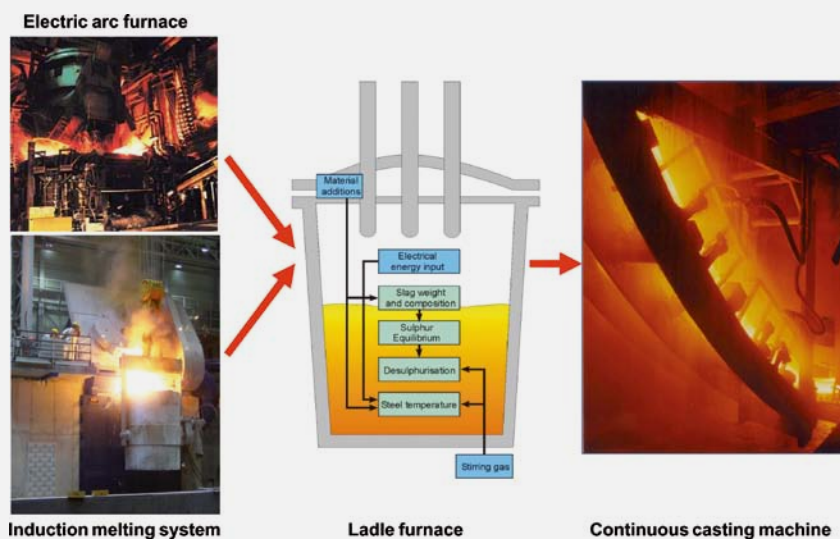 Electric arc furnace
Material
additions
Electrical
energy input
Slag weight
and composition
Sulphur
Equilibrium
Desulphurisation
Steel temperature
Stirring gas
Induction melting system
Ladle furnace
Continuous casting machine